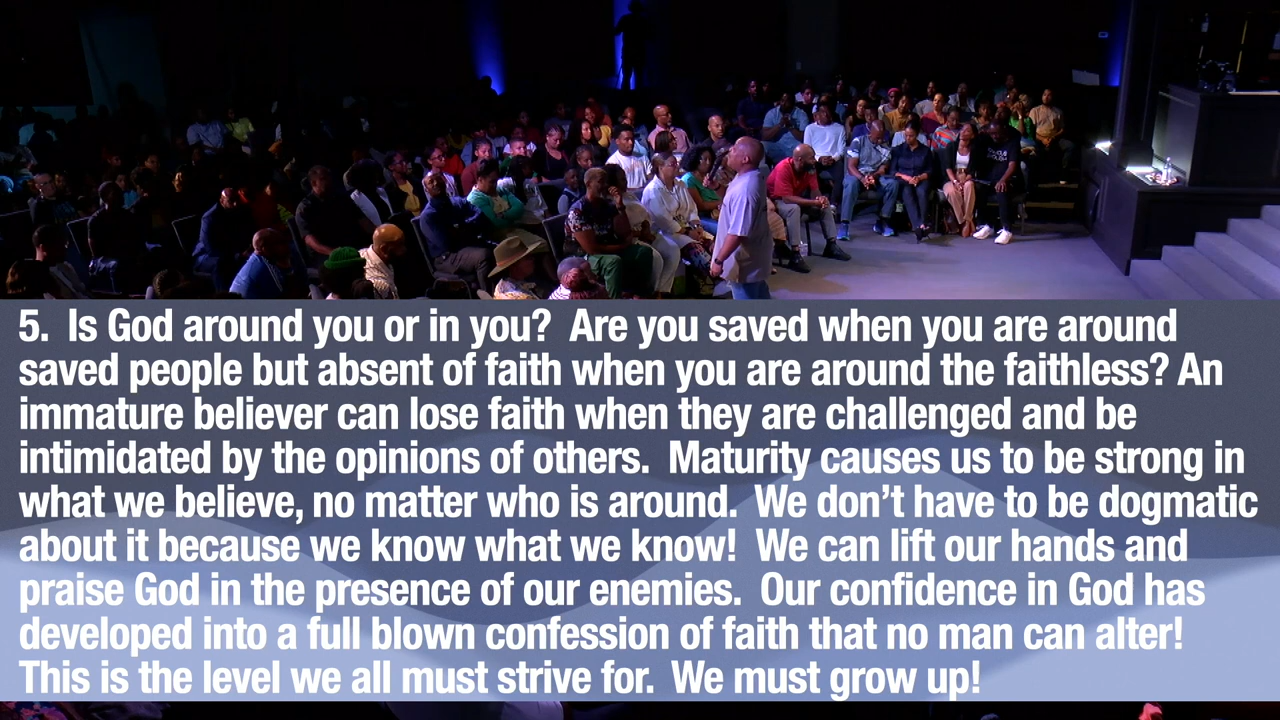 5.  Is God around you or in you?  Are you saved when you are around
saved people but absent of faith when you are around the faithless? An
immature believer can lose faith when they are challenged and be
intimidated by the opinions of others.  Maturity causes us to be strong in
what we believe, no matter who is around.  We don’t have to be dogmatic
about it because we know what we know!  We can lift our hands and
praise God in the presence of our enemies.  Our confidence in God has
developed into a full blown confession of faith that no man can alter!
This is the level we all must strive for.  We must grow up!